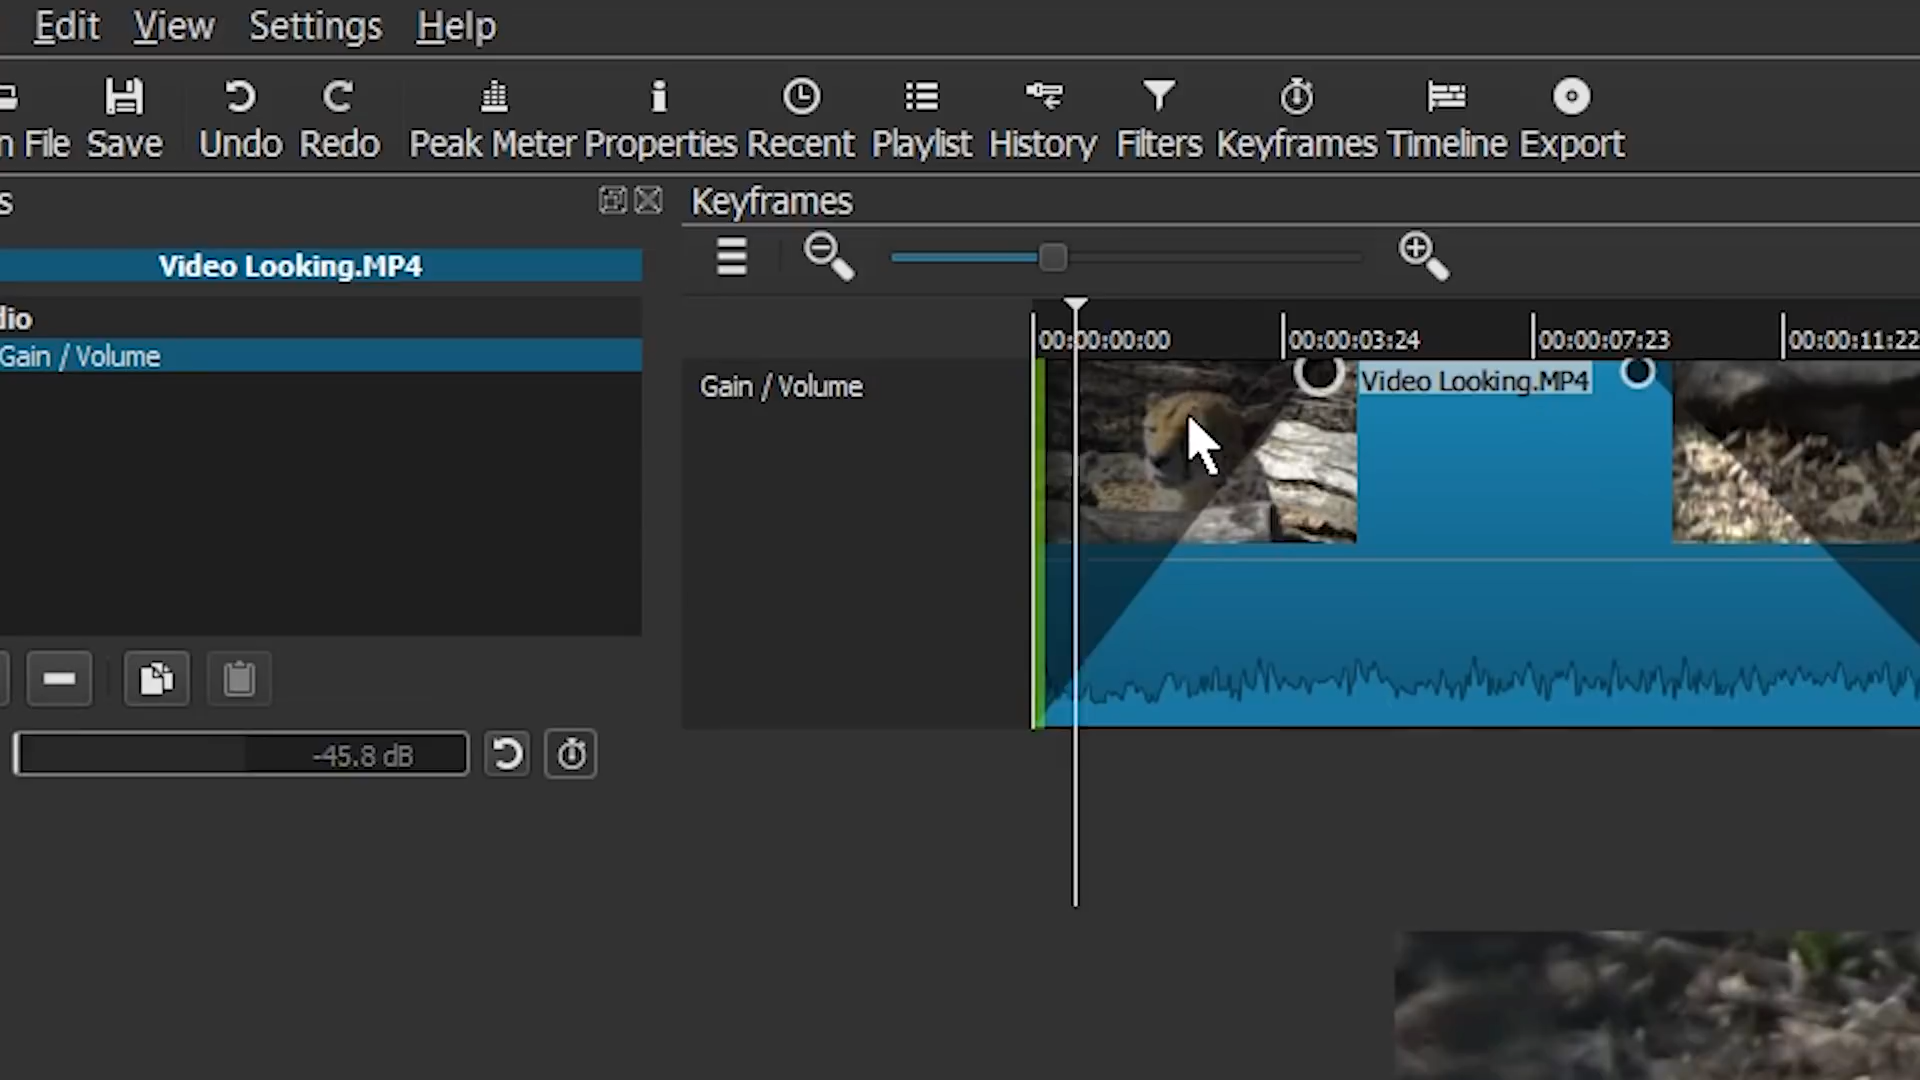 Edit View Settings Help
n File Save Undo Redo Peak Meter Properties Recent Playlist History Filters Keyframes Timeline Export
s
Keyframes
Video Looking.MP4
dio
Gain / Volume
00:00:00:00 00:00:03:24 00:00:07:23 00:00:11:22
Gain / Volume
Video Looking.MP4
-45.8 dB